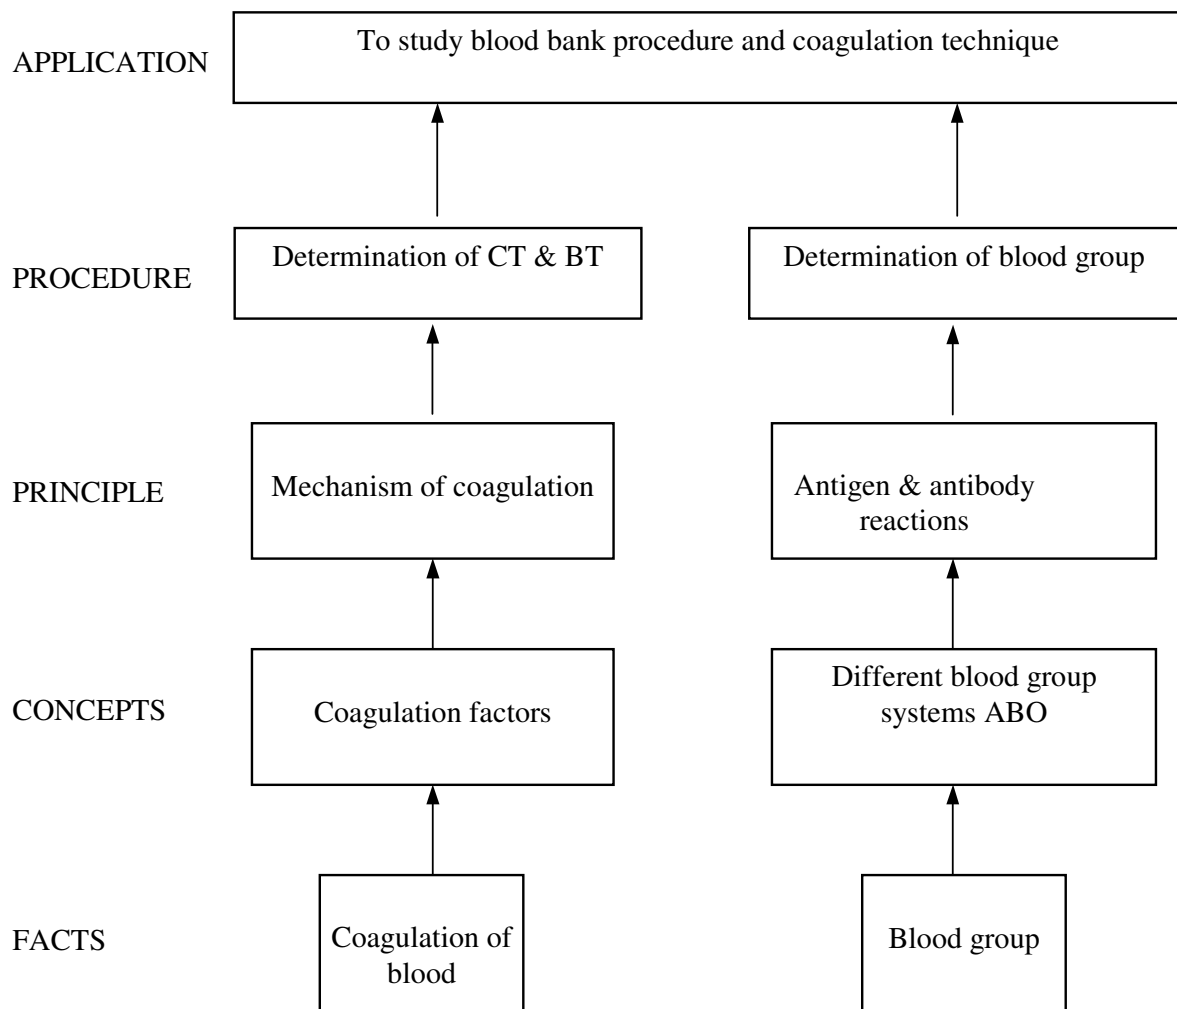 APPLICATION
To study blood bank procedure and coagulation technique
PROCEDURE
Determination of CT & BT
Determination of blood group
PRINCIPLE
Mechanism of coagulation
Antigen & antibody
reactions
CONCEPTS
Coagulation factors
Different blood group
systems ABO
FACTS
Coagulation of
blood
Blood group